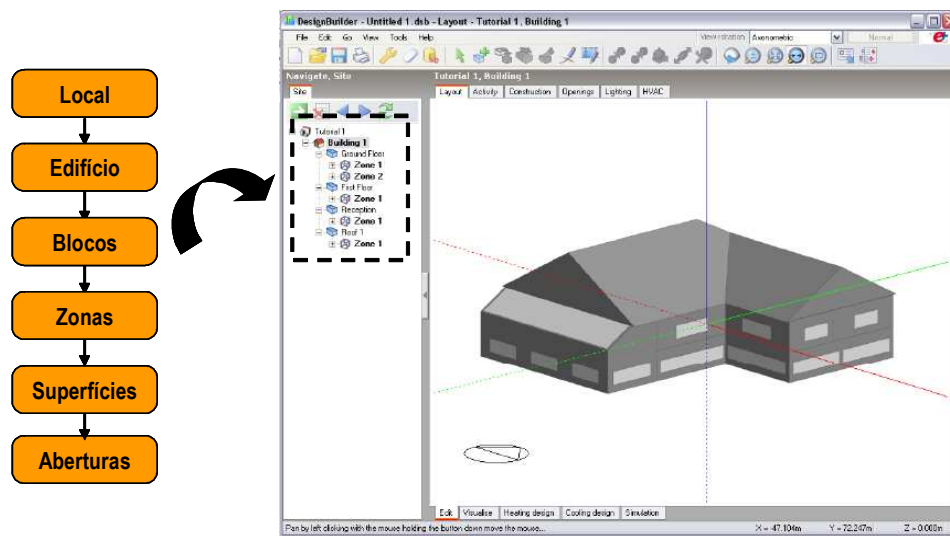 Local
Edifício
Blocos
Zonas
Superfícies
Aberturas
DesignBuilder - Untitled 1.dsb - Layout - Tutorial 1, Building 1
File Edit Go View Tools Help
View rotation Axonometric Normal
Navigate, Site
Tutorial 1, Building 1
Site
Layout Activity Construction Openings Lighting HVAC
Tutorial 1
Building 1
Ground Floor
Zone 1
Zone 2
First Floor
Zone 1
Reception
Zone 1
Roof 1
Zone 1
Edit Visualise Heating design Cooling design Simulation
Pan by left clicking with the mouse holding the button down move the mouse...
X = -47.104m Y = 72.247m Z = 0.000m